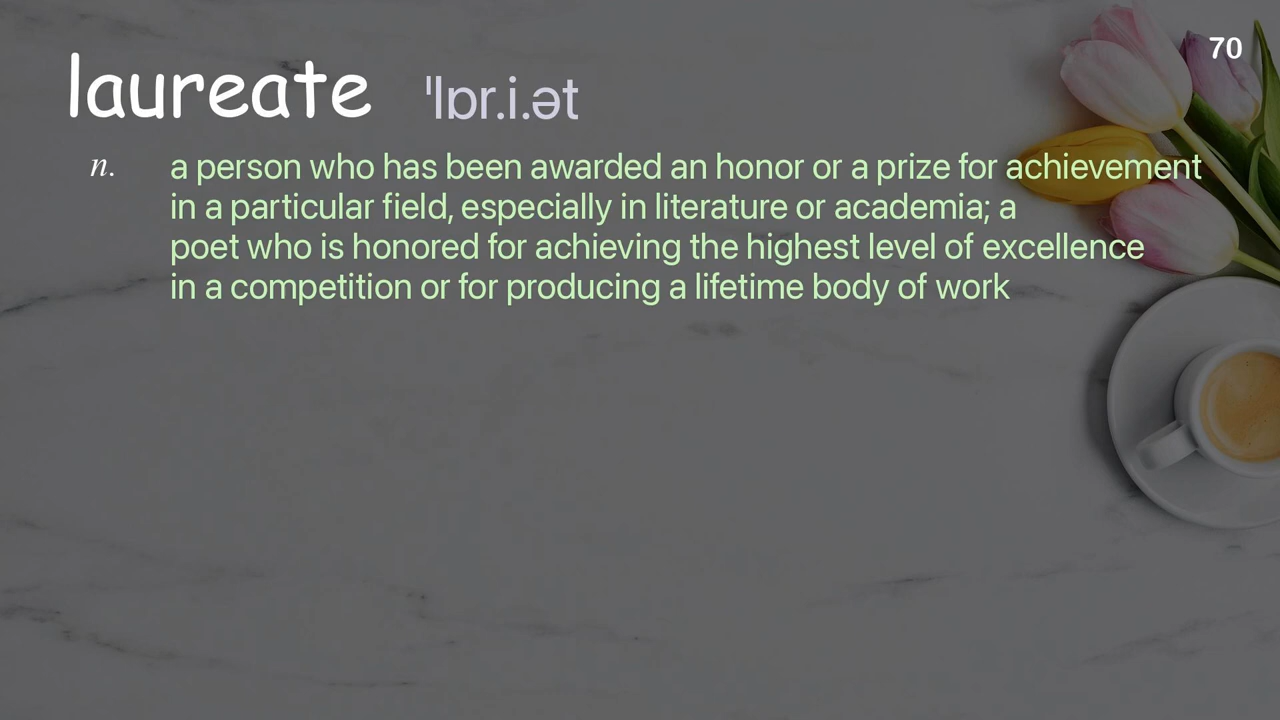 70
laureate ˈlɒr.i.ət
n. a person who has been awarded an honor or a prize for achievement
in a particular field, especially in literature or academia; a
poet who is honored for achieving the highest level of excellence
in a competition or for producing a lifetime body of work